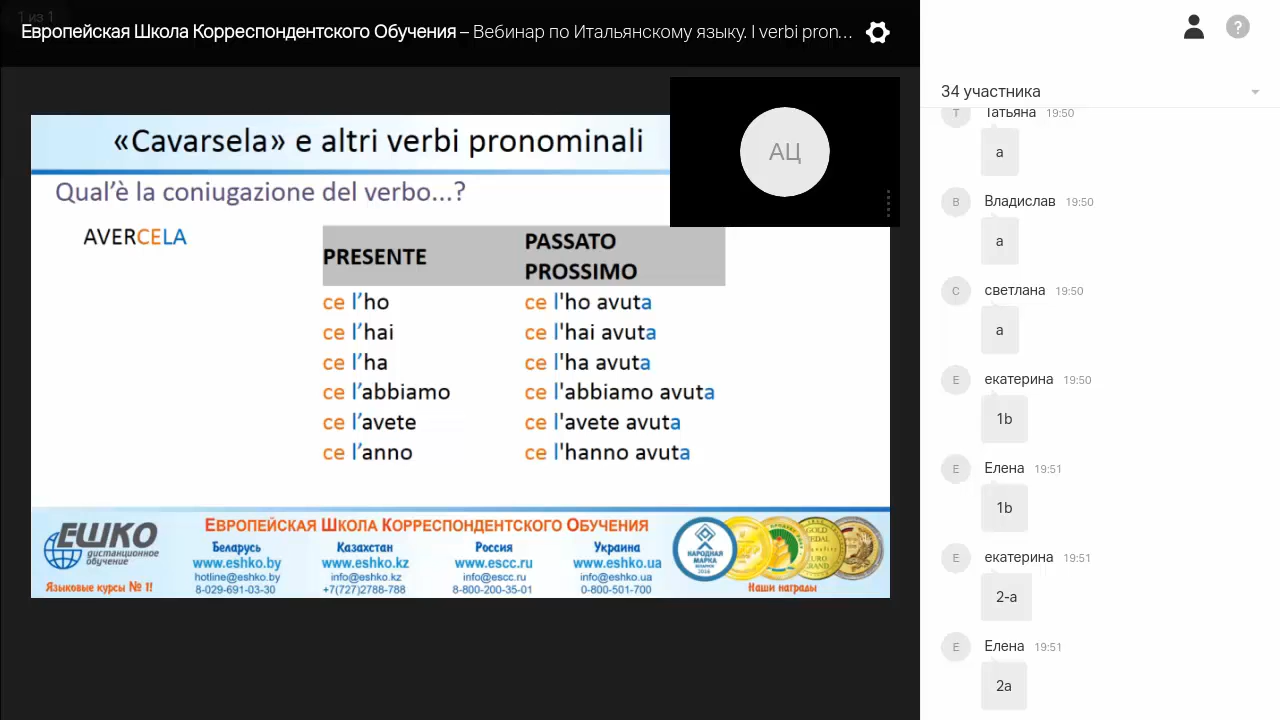 1 из 1
Европейская Школа Корреспондентского Обучения – Вебинар по Итальянскому языку. I verbi pron...
«Cavarsela» e altri verbi pronominali
Qual’è la coniugazione del verbo...?
AVERCELA
PRESENTE
PASSATO PROSSIMO
ce l’ho ce l'ho avuta
ce l’hai ce l'hai avuta
ce l’ha ce l'ha avuta
ce l’abbiamo ce l'abbiamo avuta
ce l’avete ce l'avete avuta
ce l’anno ce l'hanno avuta
ЕШКО
дистанционное обучение
Языковые курсы № 1!
ЕВРОПЕЙСКАЯ ШКОЛА КОРРЕСПОНДЕНТСКОГО ОБУЧЕНИЯ
Беларусь
www.eshko.by
hotline@eshko.by
8-029-691-03-30
Казахстан
www.eshko.kz
info@eshko.kz
+7(727)2788-788
Россия
www.escc.ru
info@escc.ru
8-800-200-35-01
Украина
www.eshko.ua
info@eshko.ua
0-800-501-700
НАРОДНАЯ МАРКА
Наши награды
АЦ
?
34 участника
Т Татьяна 19:50
а
В Владислав 19:50
а
С светлана 19:50
а
Е екатерина 19:50
1b
Е Елена 19:51
1b
Е екатерина 19:51
2-a
Е Елена 19:51
2a